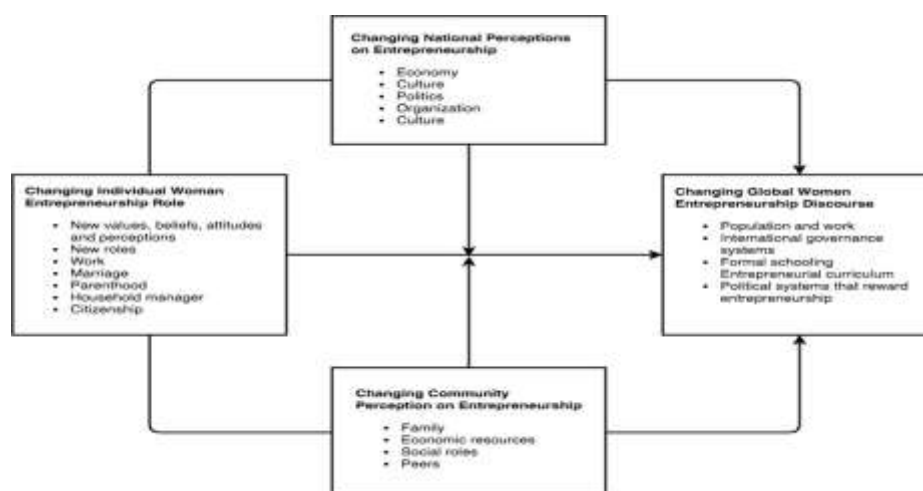 Changing National Perceptions
on Entrepreneurship
• Economy
• Culture
• Politics
• Organization
• Culture
Changing Individual Woman
Entrepreneurship Role
• New values, beliefs, attitudes
and perceptions
• New roles
• Work
• Marriage
• Parenthood
• Household manager
• Citizenship
Changing Global Women
Entrepreneurship Discourse
• Population and work
• International governance
systems
• Formal schooling
Entrepreneurial curriculum
• Political systems that reward
entrepreneurship
Changing Community
Perception on Entrepreneurship
• Family
• Economic resources
• Social roles
• Peers